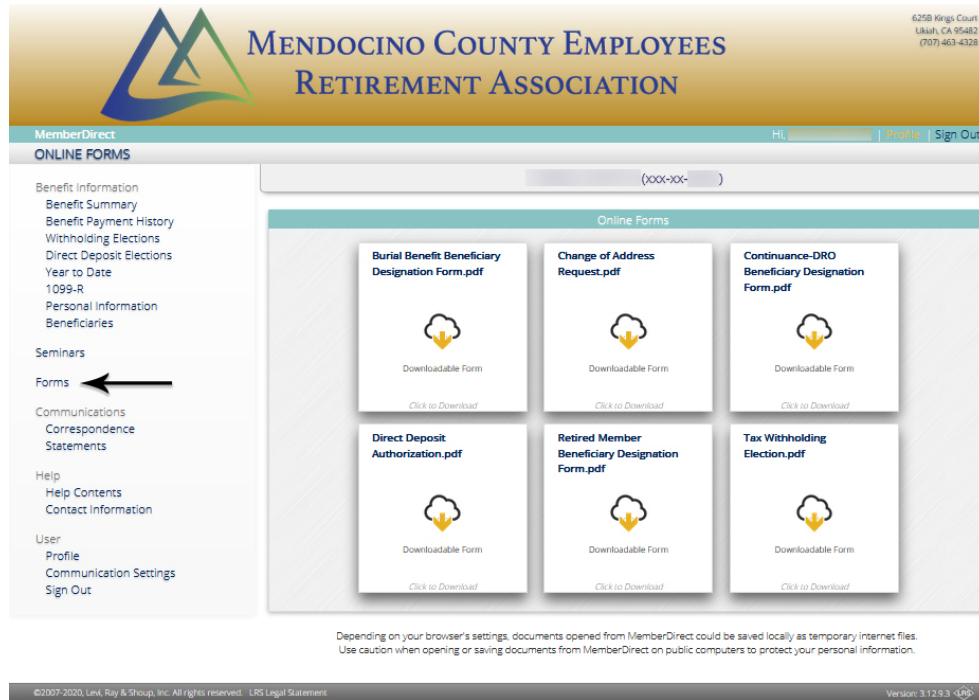 625B Kings Court
Ukiah, CA 95482
(707) 463-4328
MENDOCINO COUNTY EMPLOYEES
RETIREMENT ASSOCIATION
MemberDirect
Hi, | Profile | Sign Out
ONLINE FORMS
(xxx-xx- )
Benefit Information
Benefit Summary
Benefit Payment History
Withholding Elections
Direct Deposit Elections
Year to Date
1099-R
Personal Information
Beneficiaries
Seminars
Forms
Communications
Correspondence
Statements
Help
Help Contents
Contact Information
User
Profile
Communication Settings
Sign Out
Online Forms
Burial Benefit Beneficiary
Designation Form.pdf
Downloadable Form
Click to Download
Change of Address
Request.pdf
Downloadable Form
Click to Download
Continuance-DRO
Beneficiary Designation
Form.pdf
Downloadable Form
Click to Download
Direct Deposit
Authorization.pdf
Downloadable Form
Click to Download
Retired Member
Beneficiary Designation
Form.pdf
Downloadable Form
Click to Download
Tax Withholding
Election.pdf
Downloadable Form
Click to Download
Depending on your browser's settings, documents opened from MemberDirect could be saved locally as temporary internet files.
Use caution when opening or saving documents from MemberDirect on public computers to protect your personal information.
©2007-2020, Levi, Ray & Shoup, Inc. All rights reserved. LRS Legal Statement
Version: 3.12.9.3 LRS